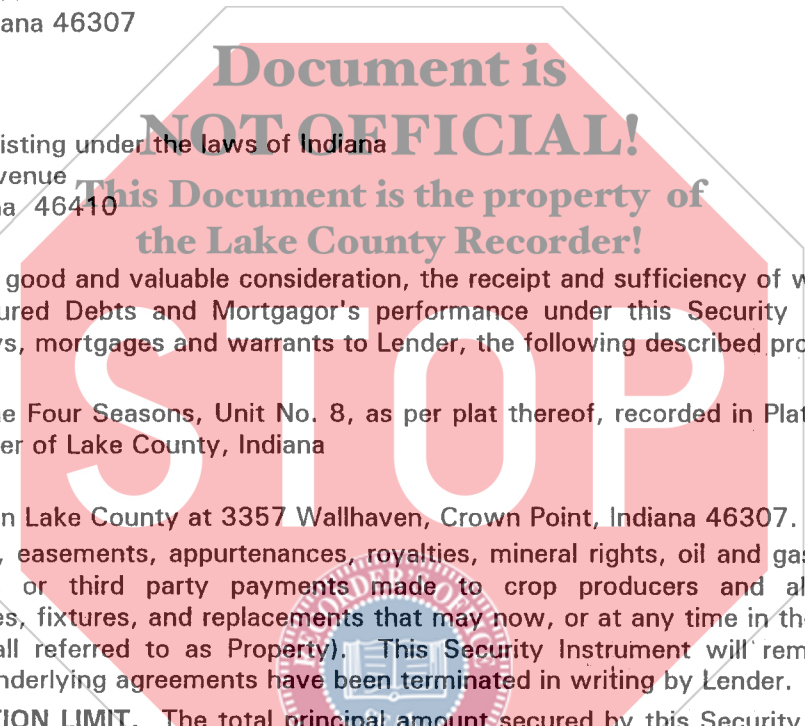 ana 46307
Document is
NOT OFFICIAL!
isting under the laws of Indiana
venue
This Document is the property of
a 46410
the Lake County Recorder!
good and valuable consideration, the receipt and sufficiency of w
ured Debts and Mortgagor's performance under this Security
s, mortgages and warrants to Lender, the following described pro
e Four Seasons, Unit No. 8, as per plat thereof, recorded in Plat
er of Lake County, Indiana
STOP
n Lake County at 3357 Wallhaven, Crown Point, Indiana 46307.
, easements, appurtenances, royalties, mineral rights, oil and gas
or third party payments made to crop producers and al
es, fixtures, and replacements that may now, or at any time in th
all referred to as Property). This Security Instrument will rem
nderlying agreements have been terminated in writing by Lender.
RECORDER'S OFFICE
TION LIMIT. The total principal amount secured by this Security